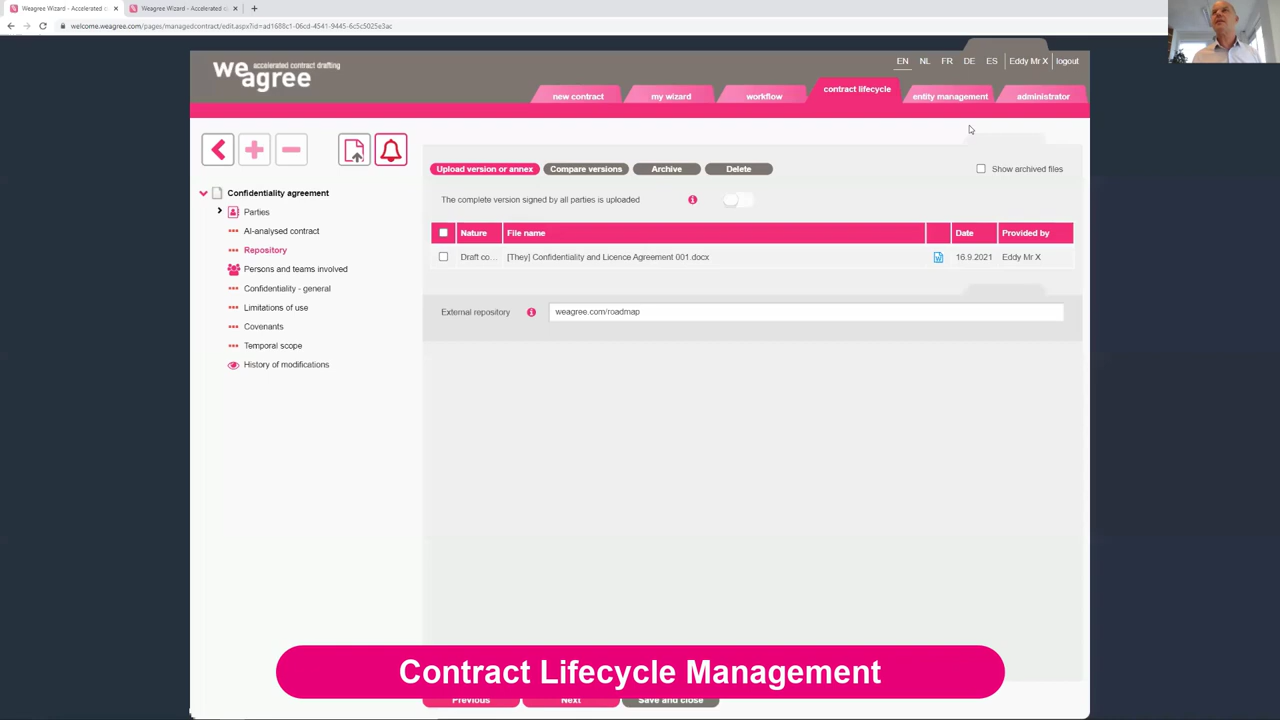 Weagree Wizard - Accelerated c
Weagree Wizard - Accelerated cc
welcome.weagree.com/pages/managedcontract/edit.aspx?id=ad1688c1-06cd-4541-9445-6c5c5025e3ac
we agree accelerated contract drafting
EN NL FR DE ES Eddy Mr X logout
new contract my wizard workflow contract lifecycle entity management administrator
Upload version or annex Compare versions Archive Delete Show archived files
Confidentiality agreement
The complete version signed by all parties is uploaded
Parties
AI-analysed contract
Repository
Persons and teams involved
Confidentiality - general
Limitations of use
Covenants
Temporal scope
History of modifications
Nature File name Date Provided by
Draft co... [They] Confidentiality and Licence Agreement 001.docx 16.9.2021 Eddy Mr X
External repository weagree.com/roadmap
Contract Lifecycle Management
Previous Next Save and close